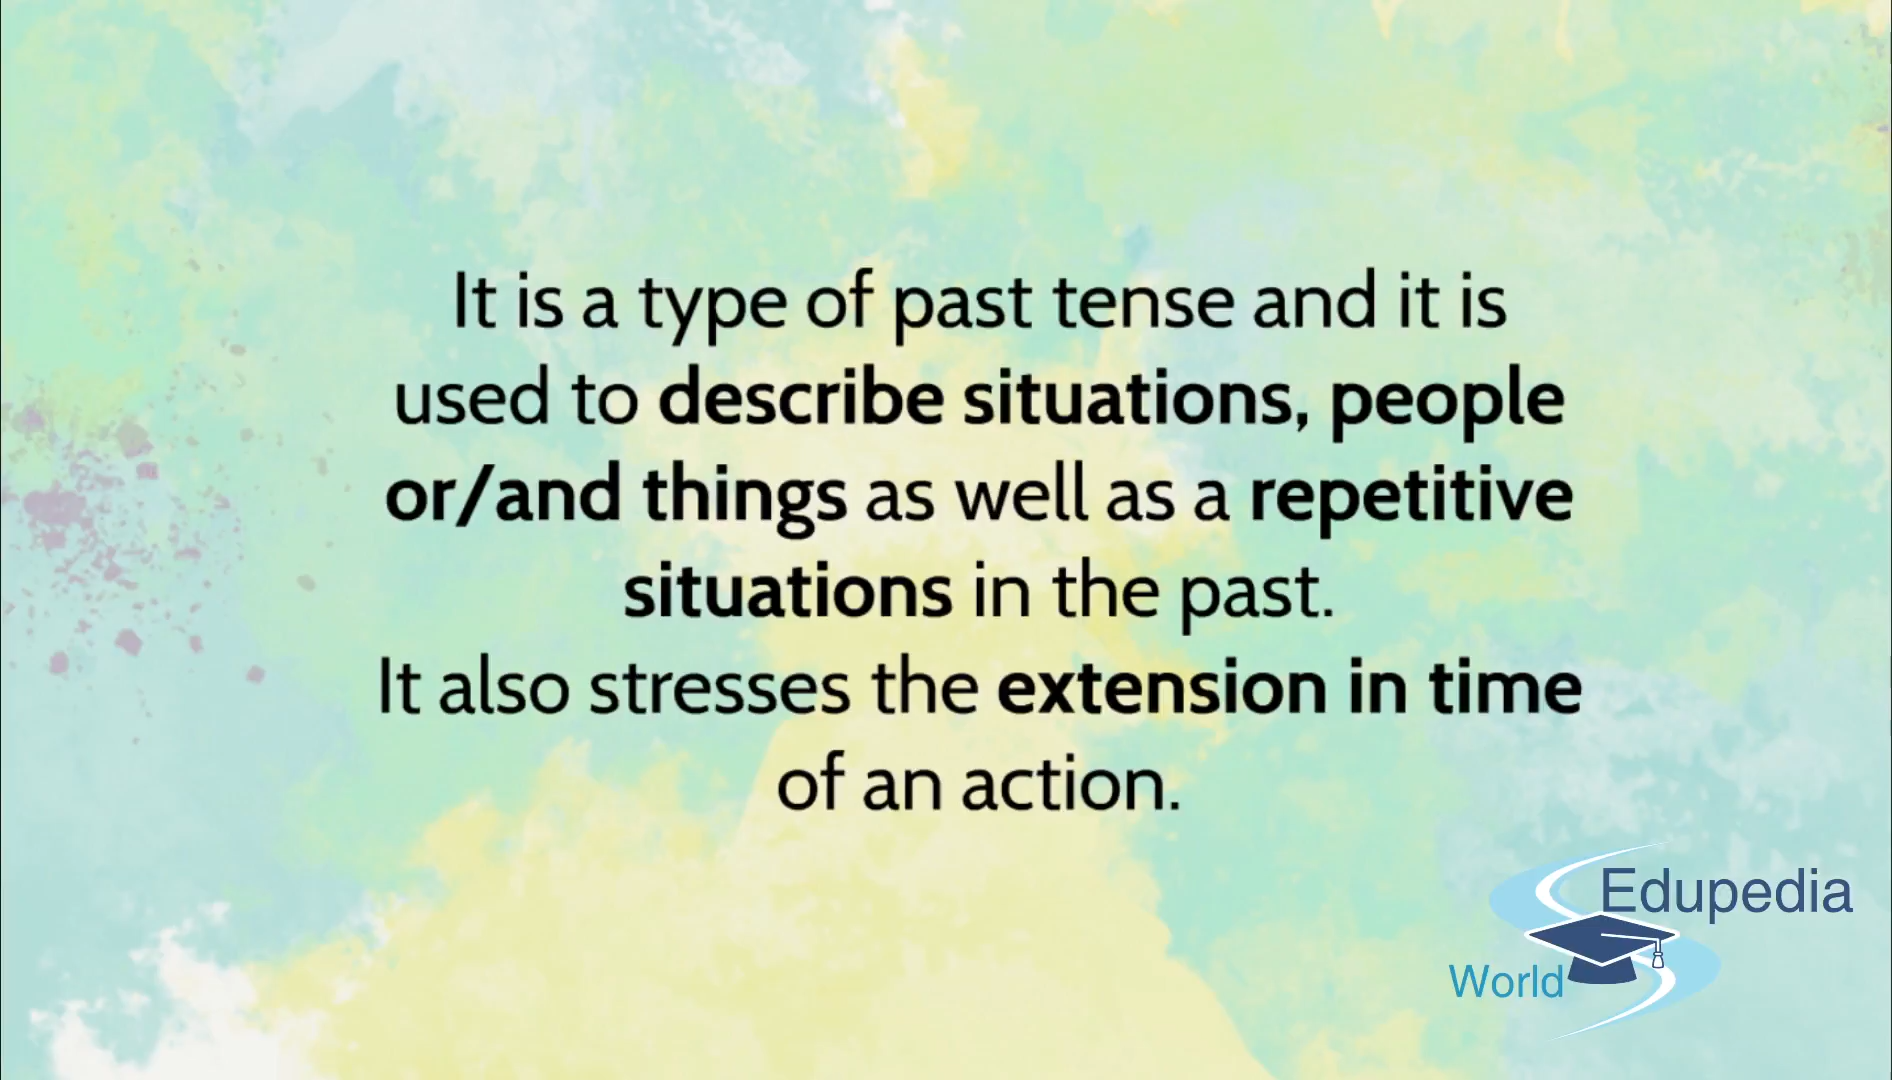 It is a type of past tense and it is
used to describe situations, people
or/and things as well as a repetitive
situations in the past.
It also stresses the extension in time
of an action.
Edupedia
World